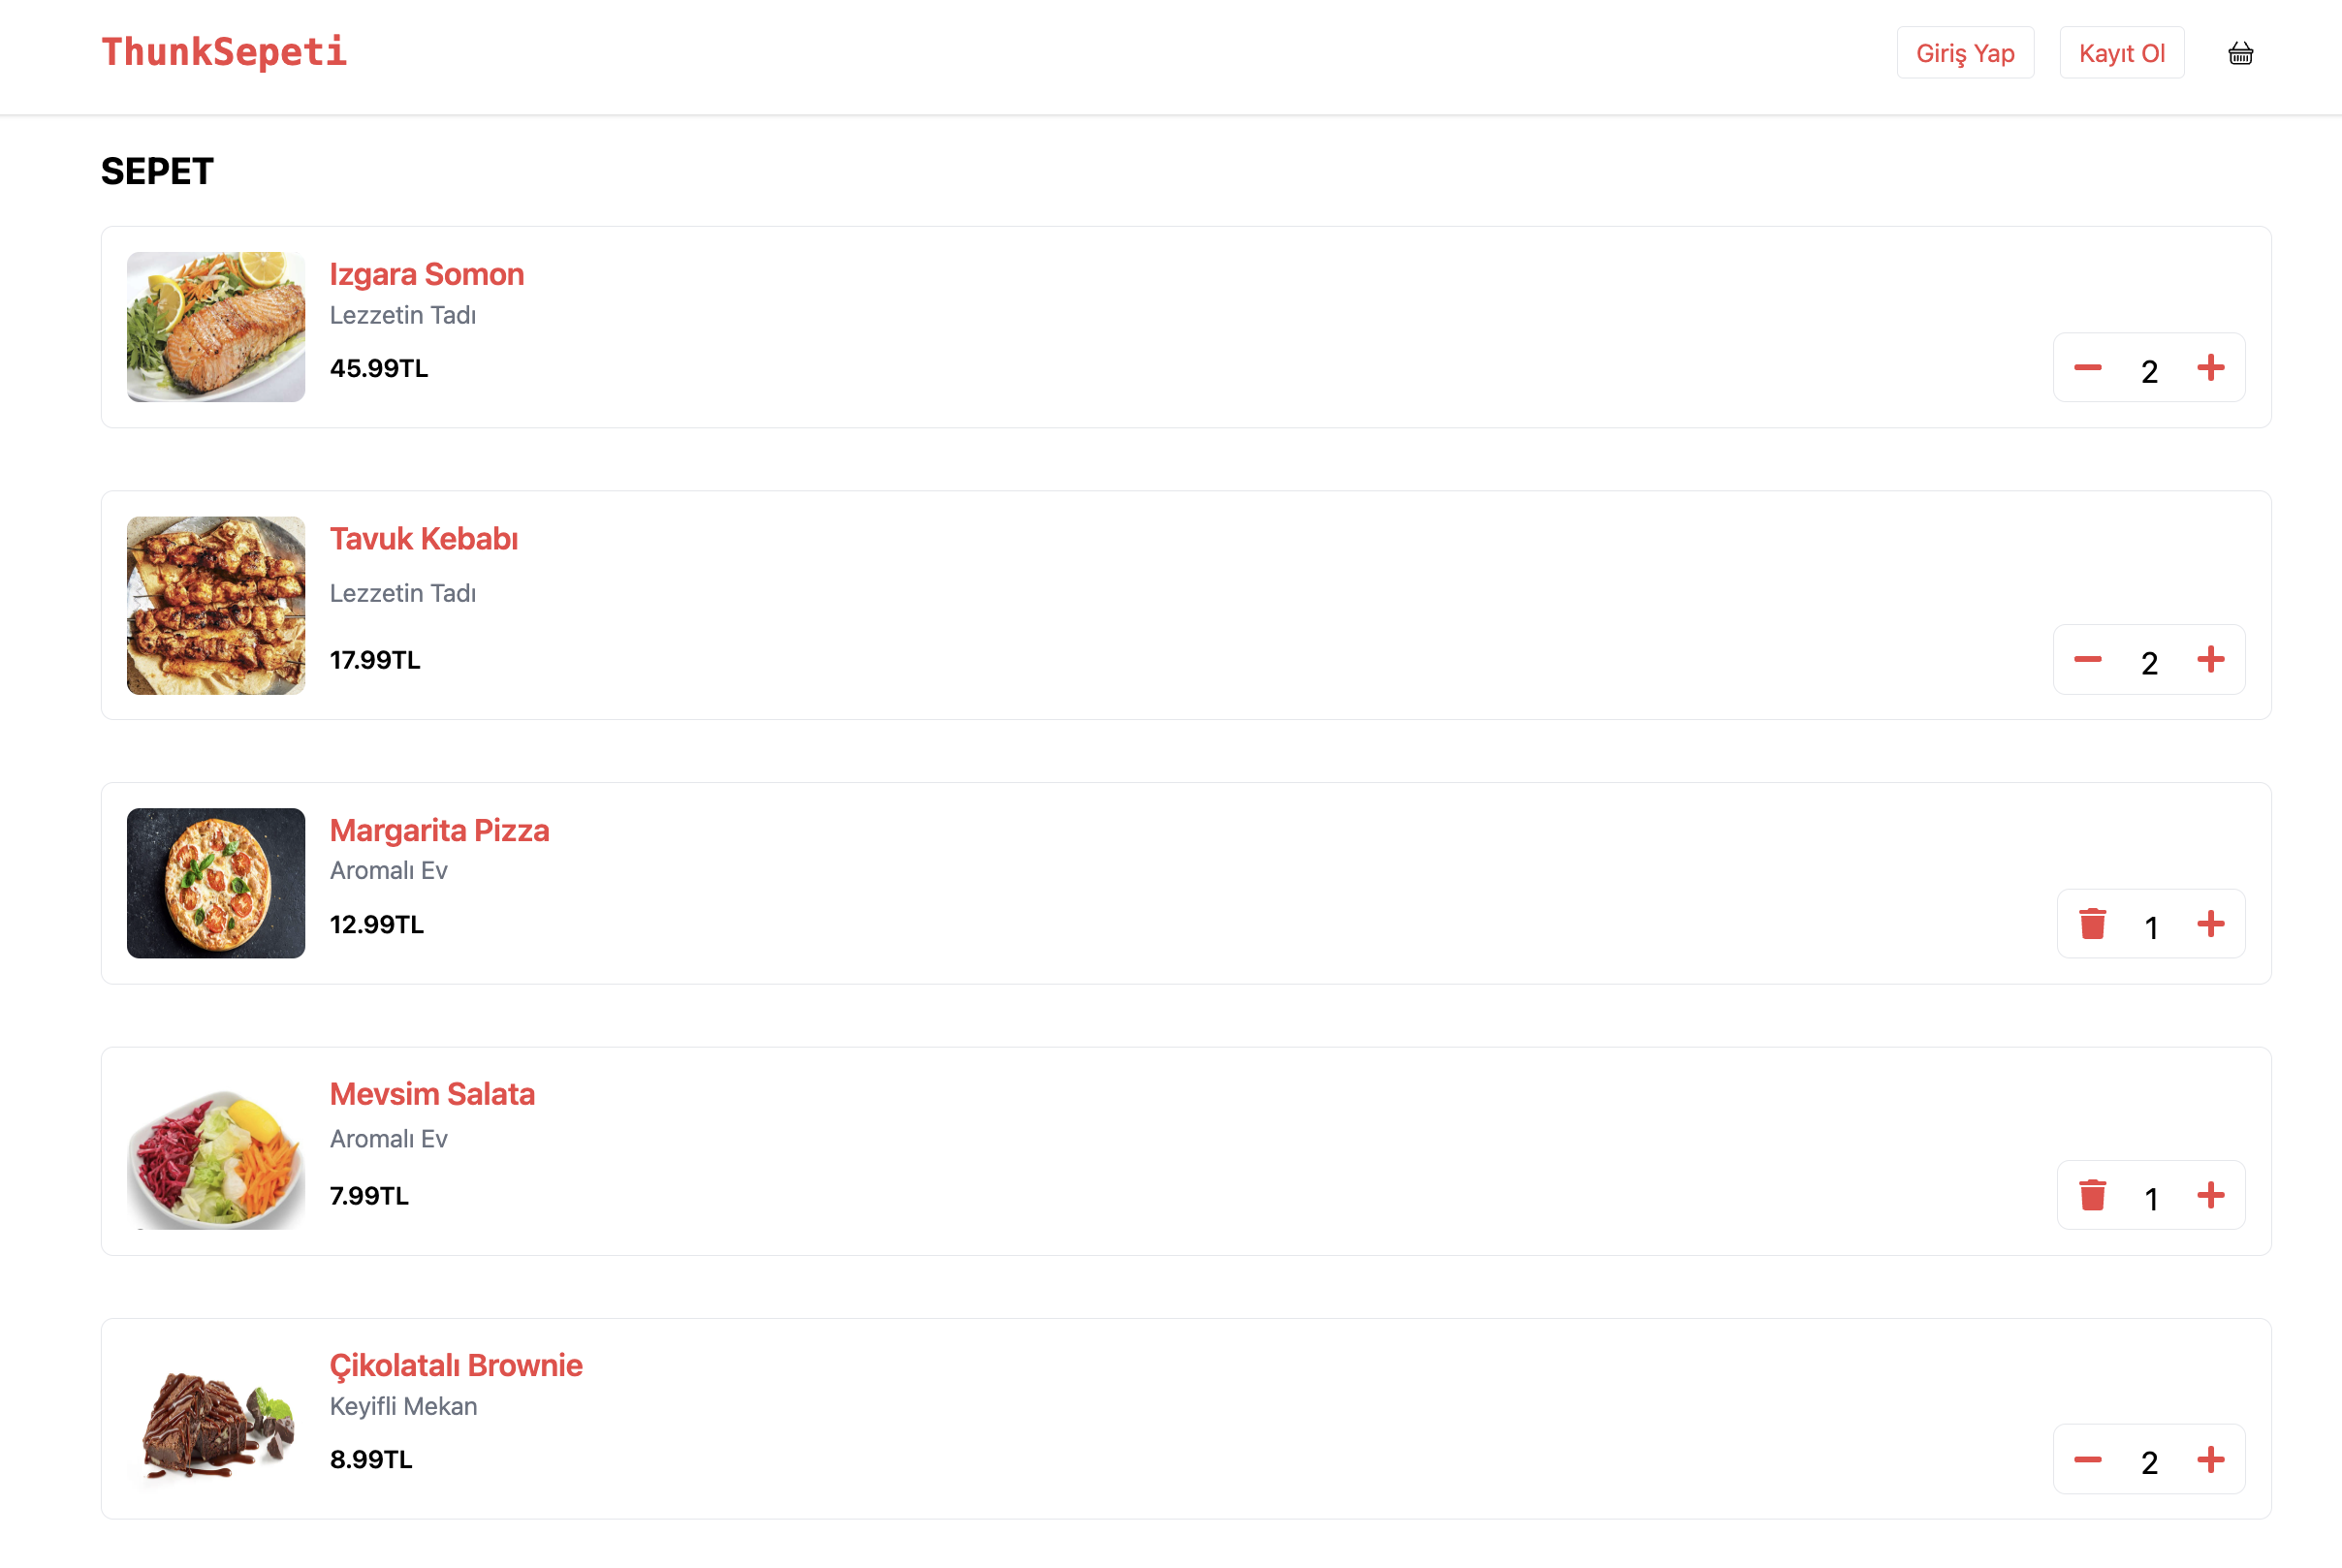 ThunkSepeti
Giriş Yap
Kayıt Ol
SEPET
Izgara Somon
Lezzetin Tadı
45.99TL
2
Tavuk Kebabı
Lezzetin Tadı
17.99TL
2
Margarita Pizza
Aromalı Ev
12.99TL
1
Mevsim Salata
Aromalı Ev
7.99TL
1
Çikolatalı Brownie
Keyifli Mekan
8.99TL
2